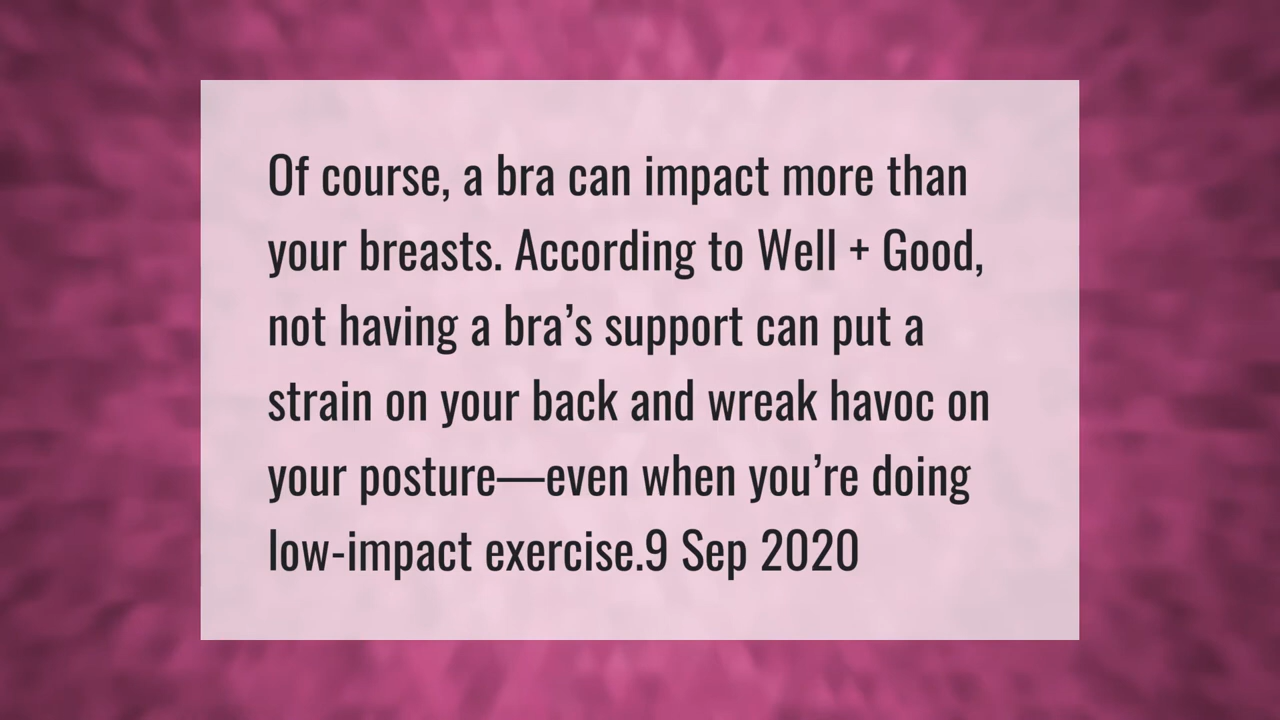 Of course, a bra can impact more than
your breasts. According to Well + Good,
not having a bra’s support can put a
strain on your back and wreak havoc on
your posture—even when you’re doing
low-impact exercise.9 Sep 2020